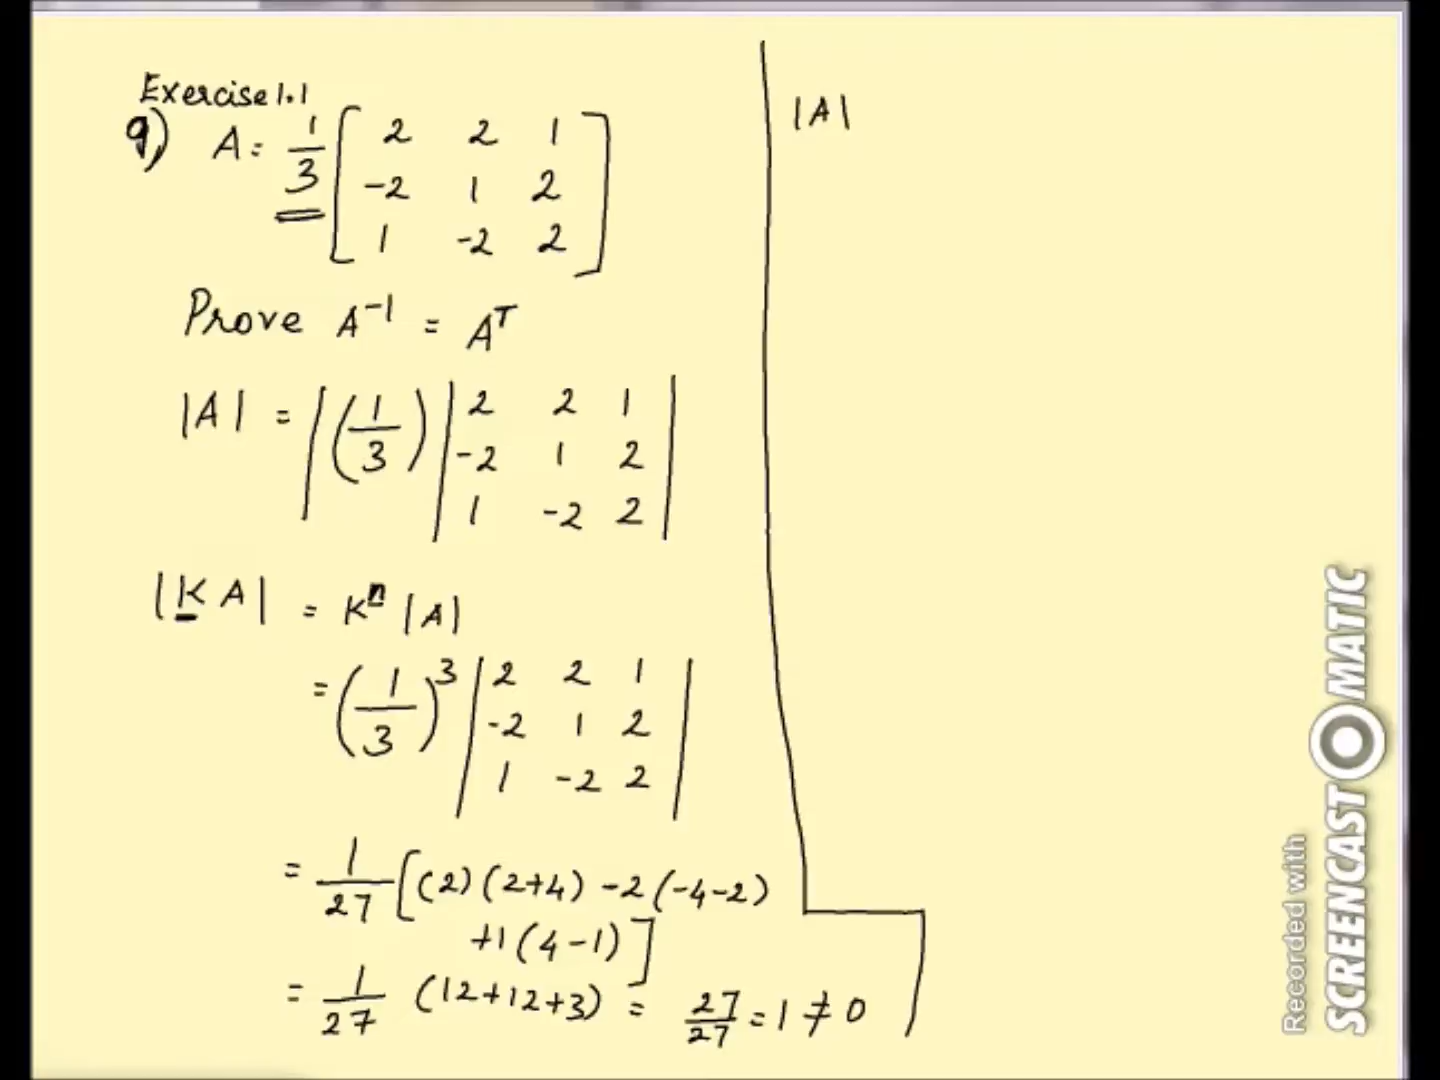 Exercise 1.1
9) A = 1/3 [ 2 2 1
-2 1 2
1 -2 2 ]
Prove A⁻¹ = Aᵀ
|A| = |(1/3) | 2 2 1
-2 1 2
1 -2 2 |
|KA| = Kⁿ |A|
= (1/3)³ | 2 2 1
-2 1 2
1 -2 2 |
= 1/27 [(2)(2+4) -2(-4-2)
+1(4-1)]
= 1/27 (12+12+3) = 27/27 = 1 ≠ 0
|A|
Recorded with
SCREENCAST O MATIC